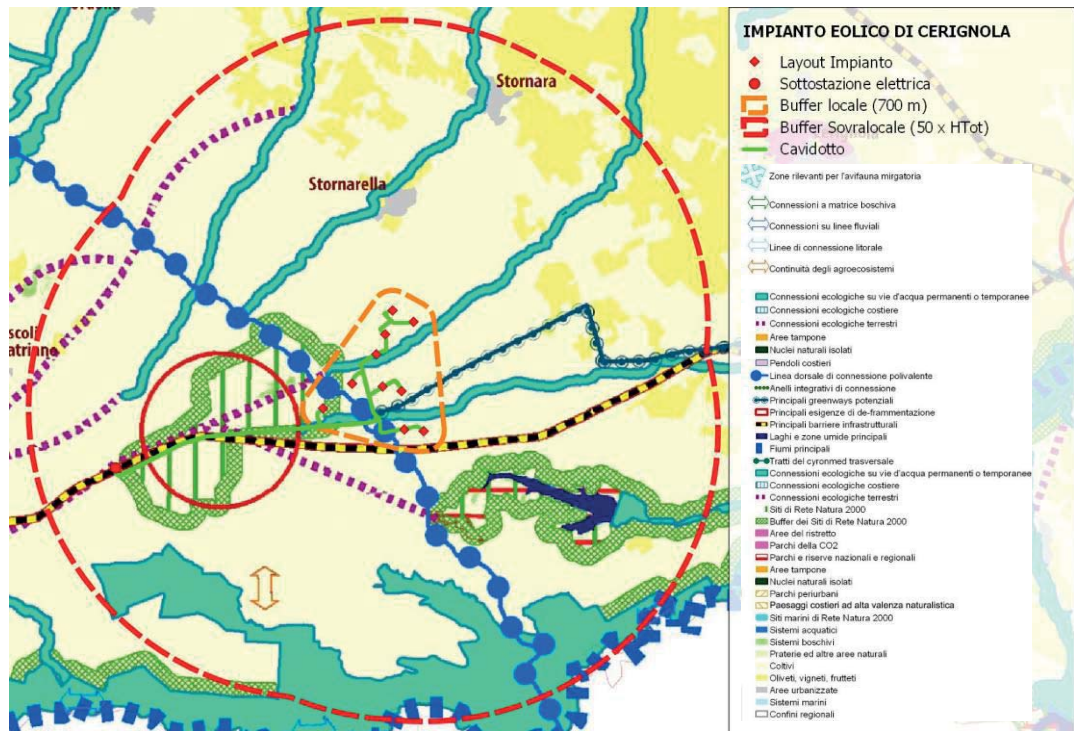 Stornara
Stornarella
scoli
atriano
IMPIANTO EOLICO DI CERIGNOLA
Layout Impianto
Sottostazione elettrica
Buffer locale (700 m)
Buffer Sovralocale (50 x HTot)
Cavidotto
Zone rilevanti per l'avifauna mirgatoria
Connessioni a matrice boschiva
Connessioni su linee fluviali
Linee di connessione litorale
Continuità degli agroecosistemi
Connessioni ecologiche su vie d'acqua permanenti o temporanee
Connessioni ecologiche costiere
Connessioni ecologiche terrestri
Aree tampone
Nuclei naturali isolati
Pendoli costieri
Linea dorsale di connessione polivalente
Anelli integrativi di connessione
Principali greenways potenziali
Principali esigenze di de-frammentazione
Principali barriere infrastrutturali
Laghi e zone umide principali
Fiumi principali
Tratti del cyronmed trasversale
Connessioni ecologiche su vie d'acqua permanenti o temporanee
Connessioni ecologiche costiere
Connessioni ecologiche terrestri
Siti di Rete Natura 2000
Buffer dei Siti di Rete Natura 2000
Aree del ristretto
Parchi della CO2
Parchi e riserve nazionali e regionali
Aree tampone
Nuclei naturali isolati
Parchi periurbani
Paesaggi costieri ad alta valenza naturalistica
Siti marini di Rete Natura 2000
Sistemi acquatici
Sistemi boschivi
Praterie ed altre aree naturali
Coltivi
Oliveti, vigneti, frutteti
Aree urbanizzate
Sistemi marini
Confini regionali